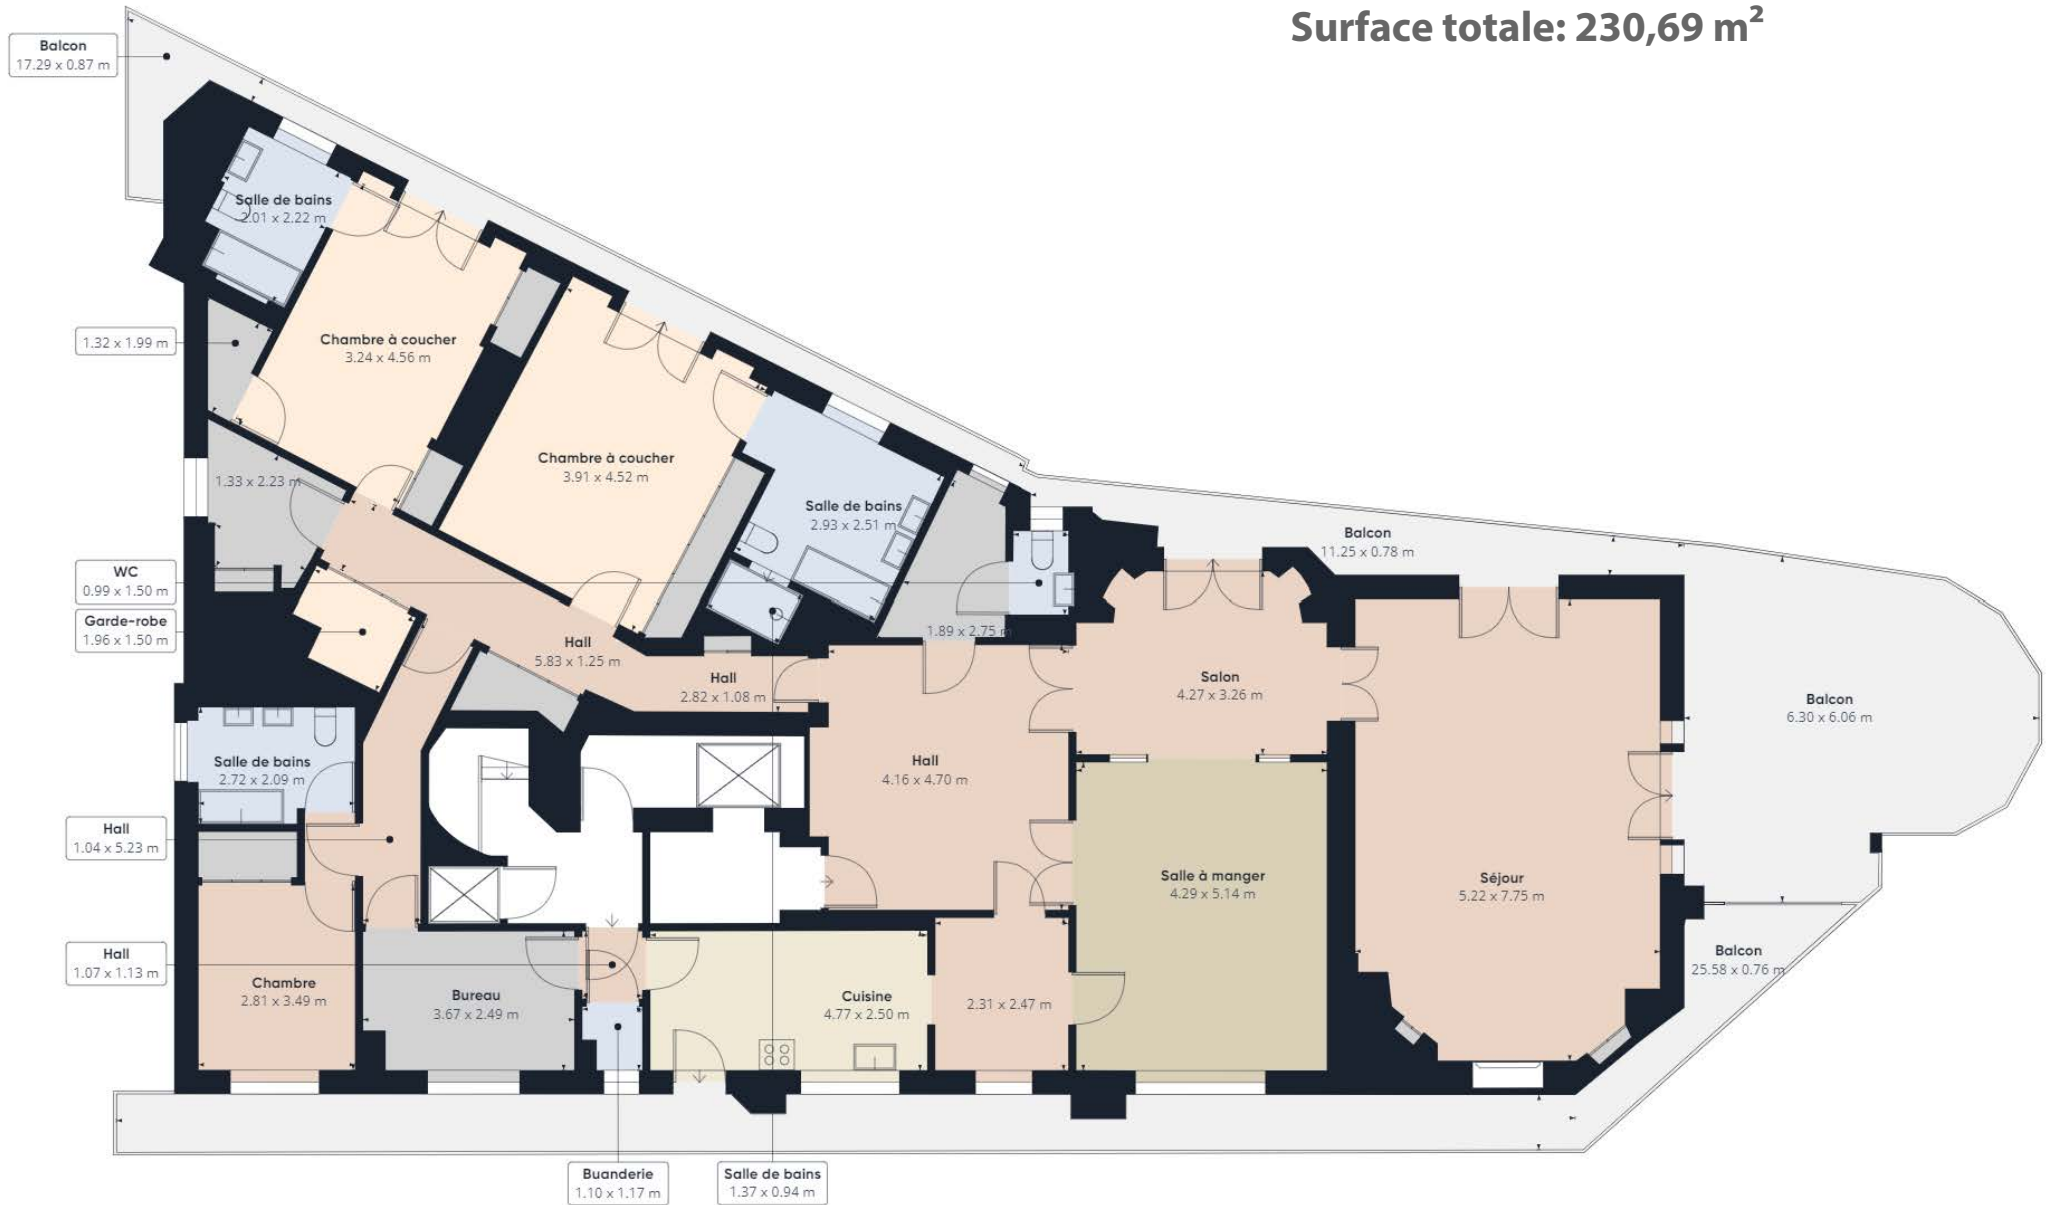 Surface totale: 230,69 m²
Balcon
17.29 x 0.87 m
Salle de bains
2.01 x 2.22 m
1.32 x 1.99 m
Chambre à coucher
3.24 x 4.56 m
Chambre à coucher
3.91 x 4.52 m
1.33 x 2.23 m
Salle de bains
2.93 x 2.51 m
Balcon
11.25 x 0.78 m
WC
0.99 x 1.50 m
Garde-robe
1.96 x 1.50 m
1.89 x 2.75 m
Hall
5.83 x 1.25 m
Hall
2.82 x 1.08 m
Salon
4.27 x 3.26 m
Balcon
6.30 x 6.06 m
Salle de bains
2.72 x 2.09 m
Hall
4.16 x 4.70 m
Hall
1.04 x 5.23 m
Salle à manger
4.29 x 5.14 m
Séjour
5.22 x 7.75 m
Hall
1.07 x 1.13 m
Chambre
2.81 x 3.49 m
Bureau
3.67 x 2.49 m
Cuisine
4.77 x 2.50 m
2.31 x 2.47 m
Balcon
25.58 x 0.76 m
Buanderie
1.10 x 1.17 m
Salle de bains
1.37 x 0.94 m